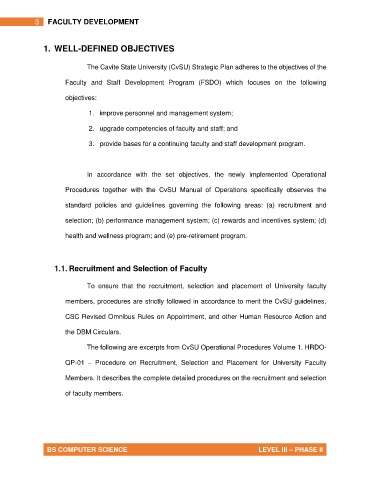 3 FACULTY DEVELOPMENT
1. WELL-DEFINED OBJECTIVES
The Cavite State University (CvSU) Strategic Plan adheres to the objectives of the
Faculty and Staff Development Program (FSDO) which focuses on the following
objectives:
1. improve personnel and management system;
2. upgrade competencies of faculty and staff; and
3. provide bases for a continuing faculty and staff development program.
In accordance with the set objectives, the newly implemented Operational
Procedures together with the CvSU Manual of Operations specifically observes the
standard policies and guidelines governing the following areas: (a) recruitment and
selection; (b) performance management system; (c) rewards and incentives system; (d)
health and wellness program; and (e) pre-retirement program.
1.1. Recruitment and Selection of Faculty
To ensure that the recruitment, selection and placement of University faculty
members, procedures are strictly followed in accordance to merit the CvSU guidelines,
CSC Revised Omnibus Rules on Appointment, and other Human Resource Action and
the DBM Circulars.
The following are excerpts from CvSU Operational Procedures Volume 1. HRDO-
QP-01 – Procedure on Recruitment, Selection and Placement for University Faculty
Members. It describes the complete detailed procedures on the recruitment and selection
of faculty members.
BS COMPUTER SCIENCE LEVEL III – PHASE II